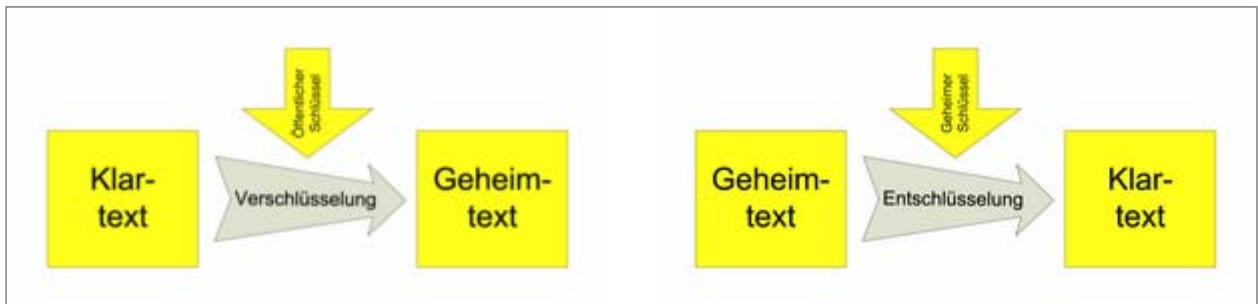 Öffentlicher
Schlüssel
Klar-
text
Verschlüsselung
Geheim-
text
Geheimer
Schlüssel
Geheim-
text
Entschlüsselung
Klar-
text